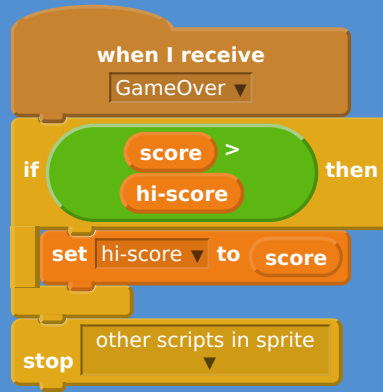 when I receive
GameOver ▼
score >
if then
hi-score
set hi-score ▼ to score
other scripts in sprite
stop ▼